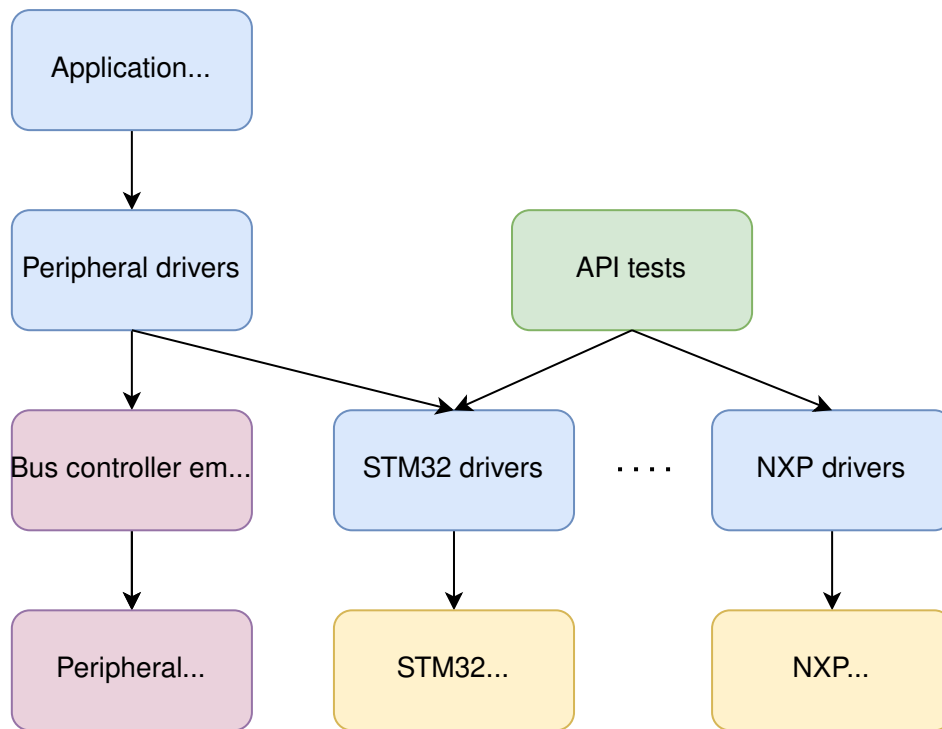 Application...
Peripheral drivers
API tests
Bus controller em...
STM32 drivers
....
NXP drivers
Peripheral...
STM32...
NXP...